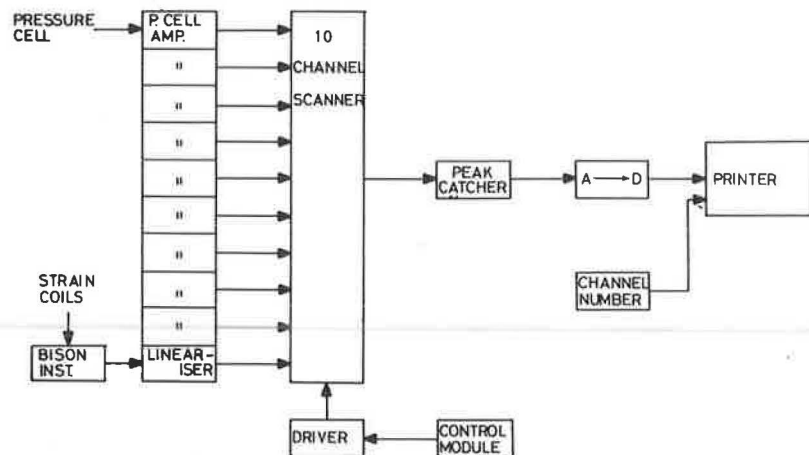 PRESSURE
CELL
P. CELL
AMP.
"
"
"
"
"
"
"
"
LINEAR-
ISER
STRAIN
COILS
BISON
INST.
10
CHANNEL
SCANNER
DRIVER
CONTROL
MODULE
PEAK
CATCHER
A → D
PRINTER
CHANNEL
NUMBER